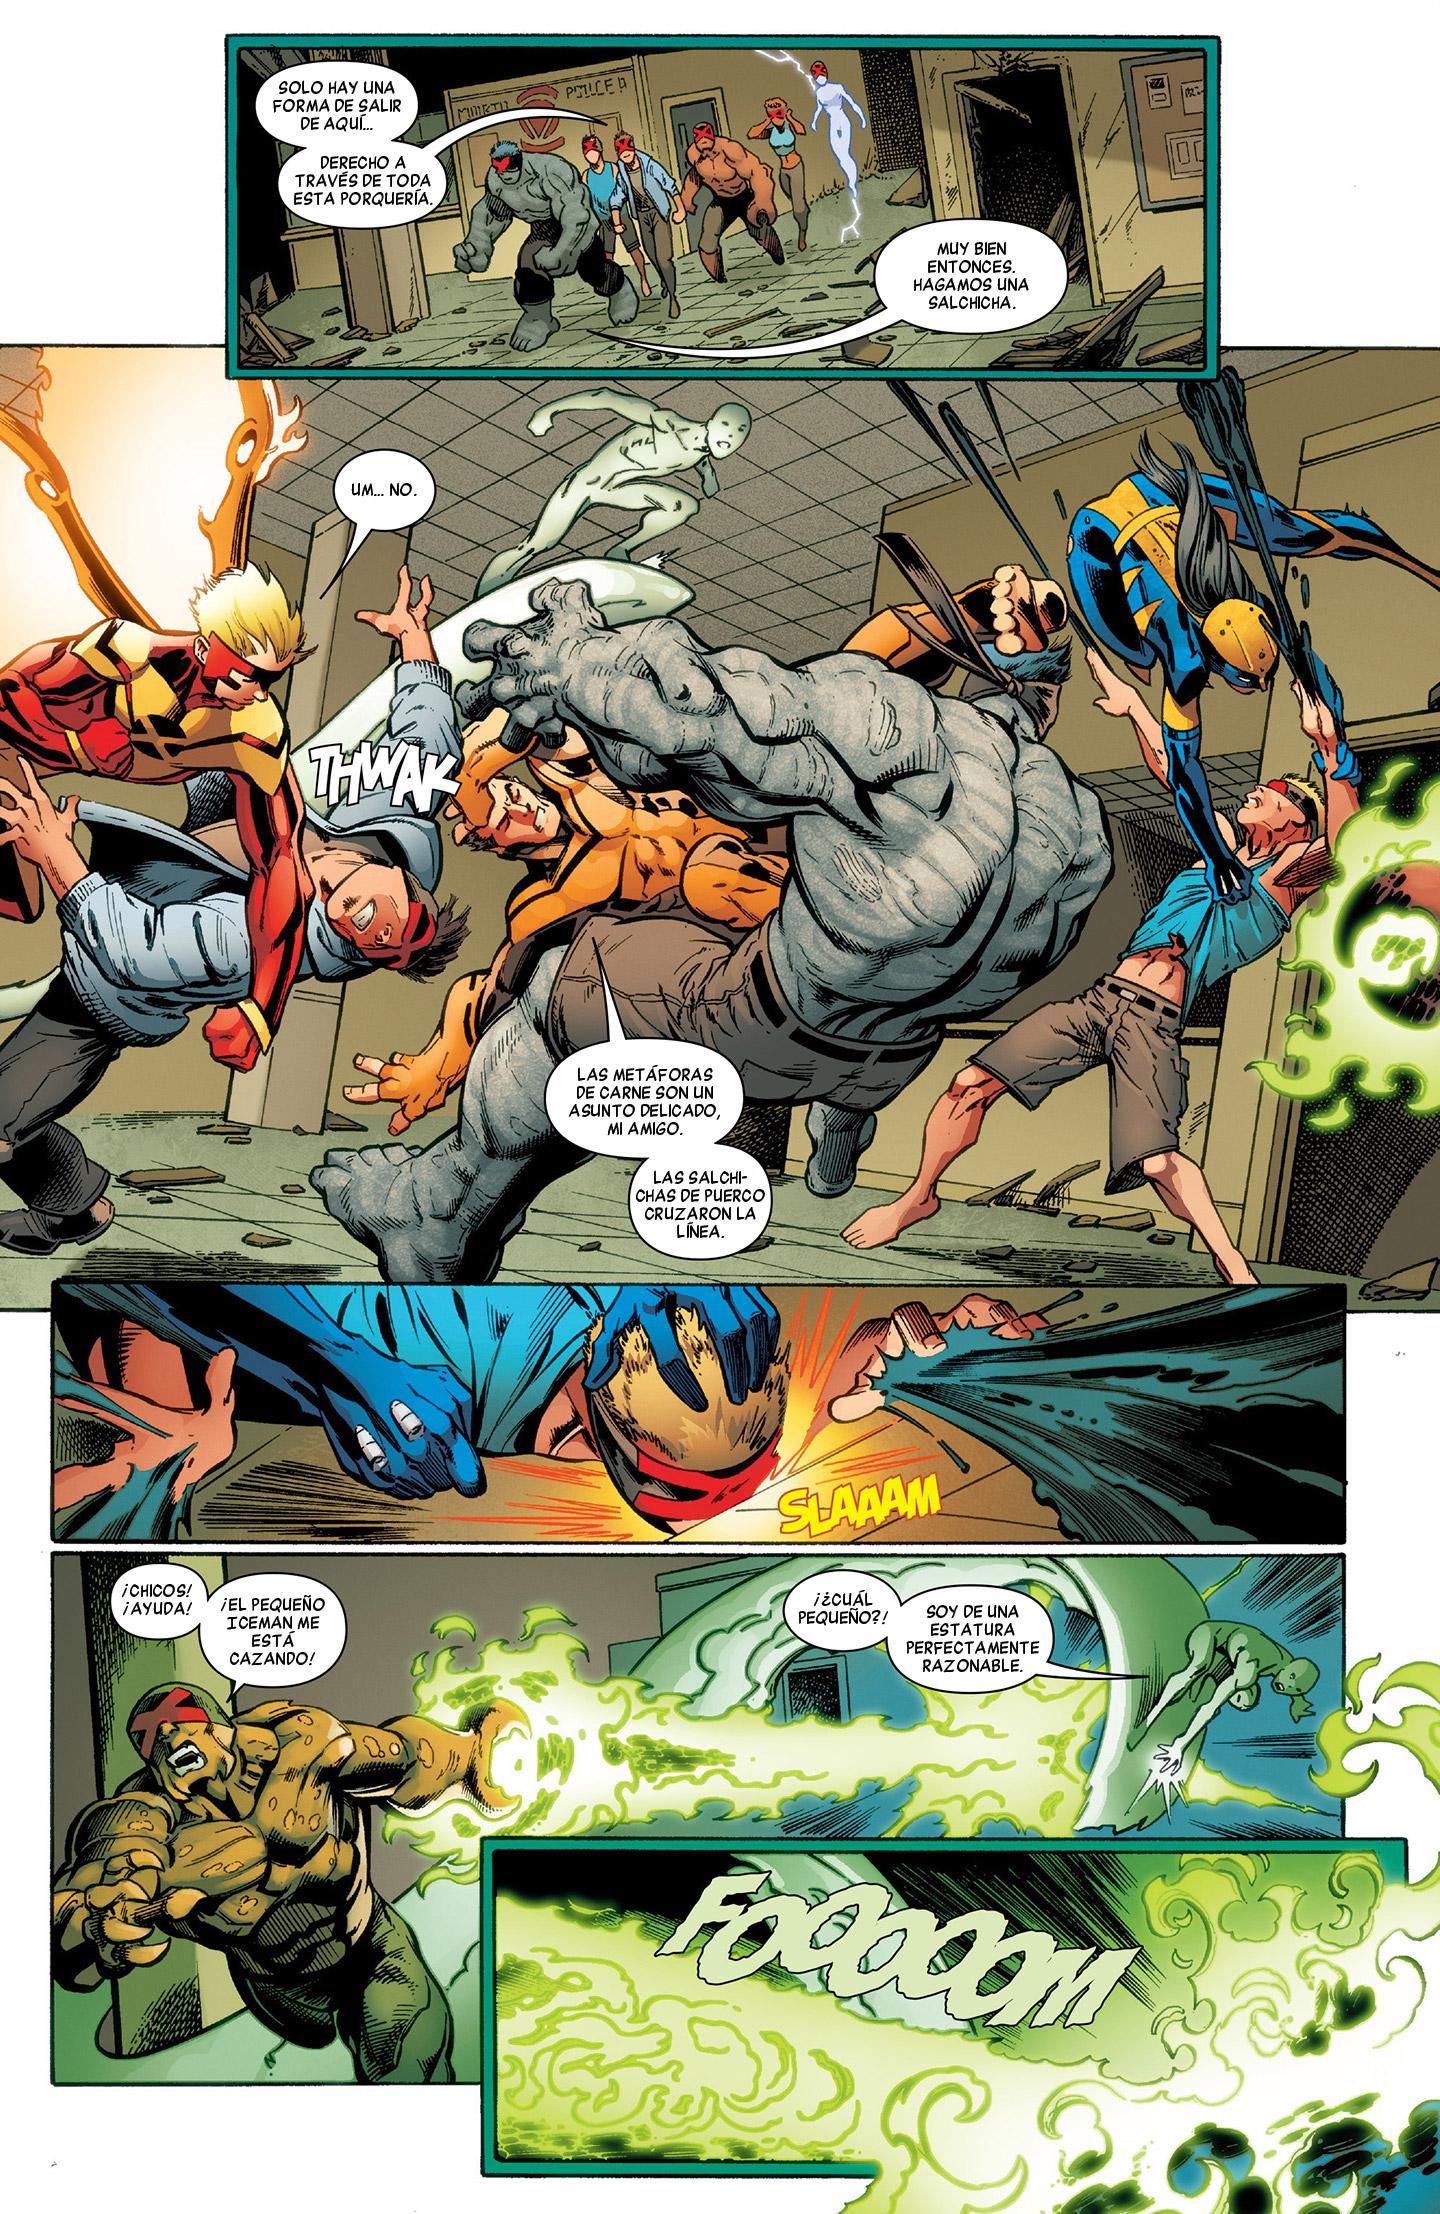 SOLO HAY UNA
FORMA DE SALIR
DE AQUÍ...
DERECHO A
TRAVÉS DE TODA
ESTA PORQUERÍA.
MUY BIEN
ENTONCES.
HAGAMOS UNA
SALCHICHA.
UM... NO.
THWAK
LAS METÁFORAS
DE CARNE SON UN
ASUNTO DELICADO,
MI AMIGO.
LAS SALCHI-
CHAS DE PUERCO
CRUZARON LA
LÍNEA.
SLAAAM
¡CHICOS!
¡AYUDA!
¡EL PEQUEÑO
ICEMAN ME
ESTÁ
CAZANDO!
¡¿CUÁL
PEQUEÑO?!
SOY DE UNA
ESTATURA
PERFECTAMENTE
RAZONABLE.
FOOOOOM